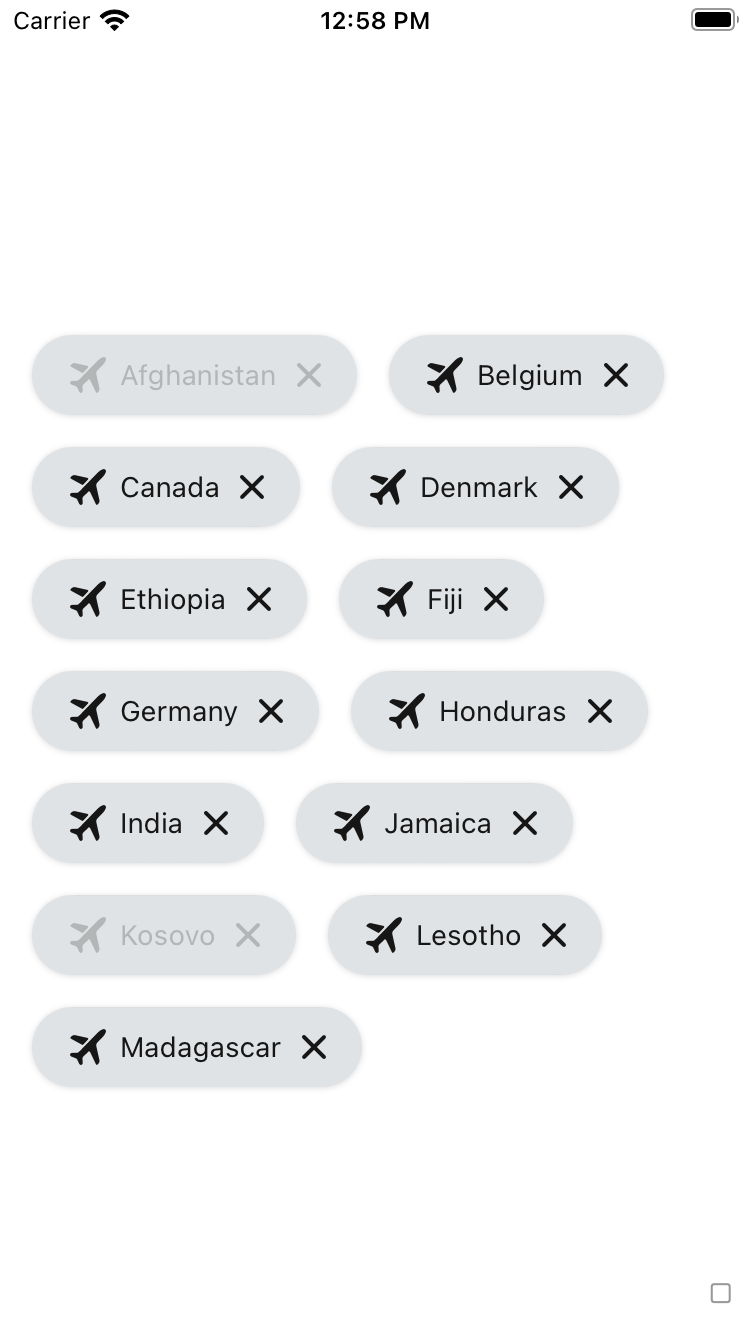 Carrier 12:58 PM
Afghanistan Belgium
Canada Denmark
Ethiopia Fiji
Germany Honduras
India Jamaica
Kosovo Lesotho
Madagascar